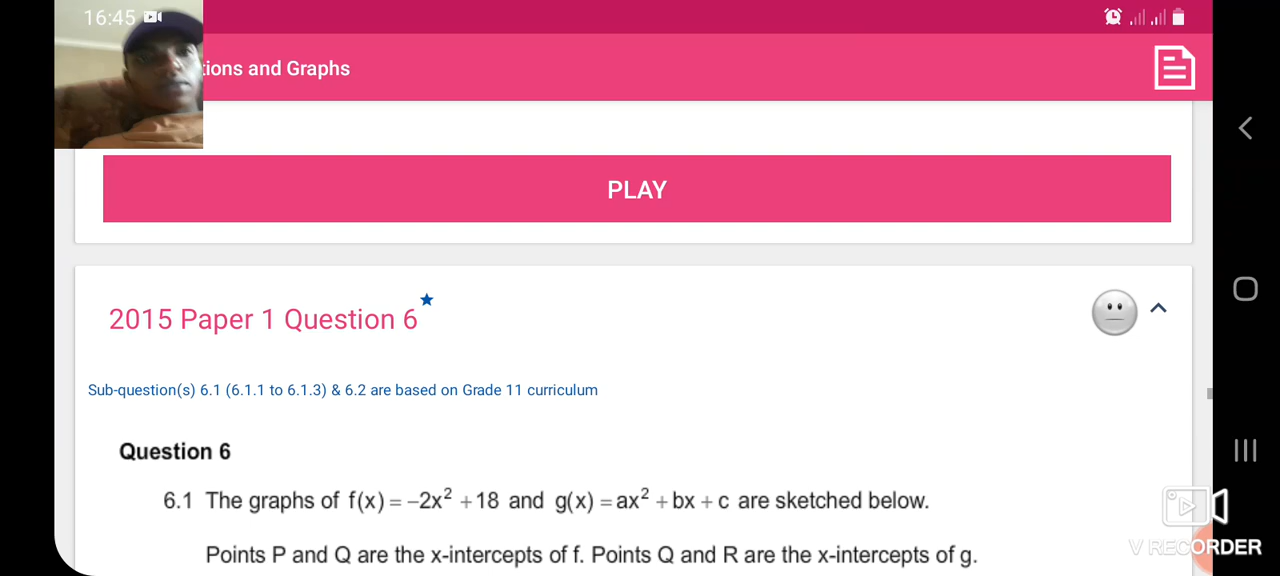 16:45
tions and Graphs
PLAY
2015 Paper 1 Question 6
Sub-question(s) 6.1 (6.1.1 to 6.1.3) & 6.2 are based on Grade 11 curriculum
Question 6
6.1 The graphs of f(x) = −2x² + 18 and g(x) = ax² + bx + c are sketched below.
Points P and Q are the x-intercepts of f. Points Q and R are the x-intercepts of g.
V RECORDER